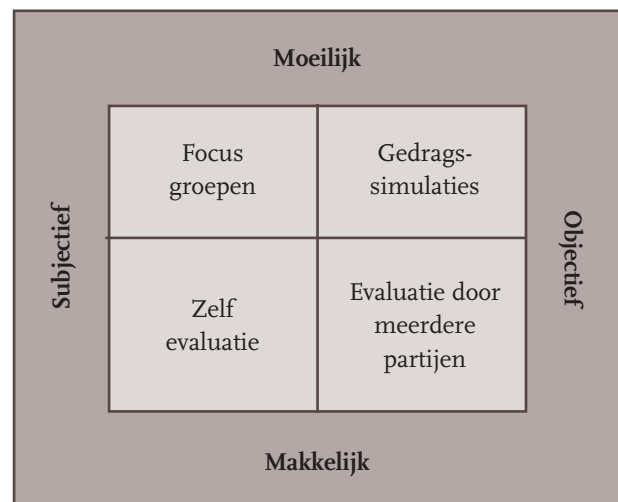 Moeilijk
Focus
groepen
Gedrags-
simulaties
Subjectief
Objectief
Zelf
evaluatie
Evaluatie door
meerdere
partijen
Makkelijk